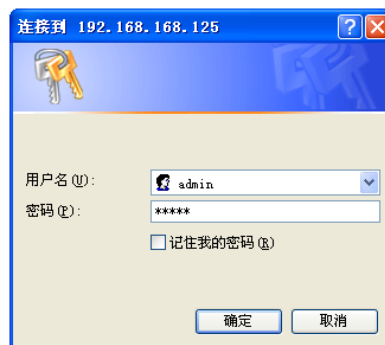 连接到 192.168.168.125
用户名(U):
admin
密码(P):
*****
记住我的密码(R)
确定
取消